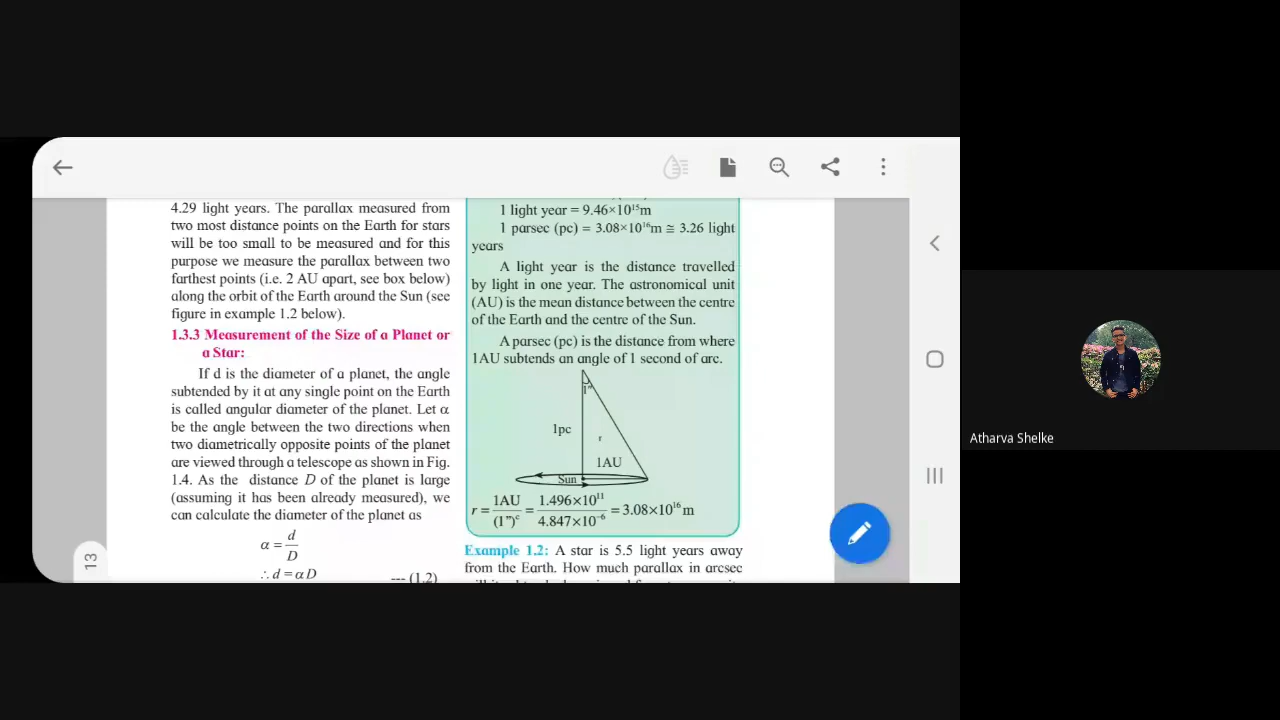 4.29 light years. The parallax measured from
two most distance points on the Earth for stars
will be too small to be measured and for this
purpose we measure the parallax between two
farthest points (i.e. 2 AU apart, see box below)
along the orbit of the Earth around the Sun (see
figure in example 1.2 below).
1.3.3 Measurement of the Size of a Planet or
a Star:
If d is the diameter of a planet, the angle
subtended by it at any single point on the Earth
is called angular diameter of the planet. Let α
be the angle between the two directions when
two diametrically opposite points of the planet
are viewed through a telescope as shown in Fig.
1.4. As the distance D of the planet is large
(assuming it has been already measured), we
can calculate the diameter of the planet as
α = d/D
∴ d = αD --- (1.2)
1 light year = 9.46×10¹⁵m
1 parsec (pc) = 3.08×10¹⁶m ≅ 3.26 light
years
A light year is the distance travelled
by light in one year. The astronomical unit
(AU) is the mean distance between the centre
of the Earth and the centre of the Sun.
A parsec (pc) is the distance from where
1AU subtends an angle of 1 second of arc.
1"
1pc
r
1AU
Sun
r = 1AU/(1")ᶜ = 1.496×10¹¹/4.847×10⁻⁶ = 3.08×10¹⁶ m
Example 1.2: A star is 5.5 light years away
from the Earth. How much parallax in arcsec
13
Atharva Shelke